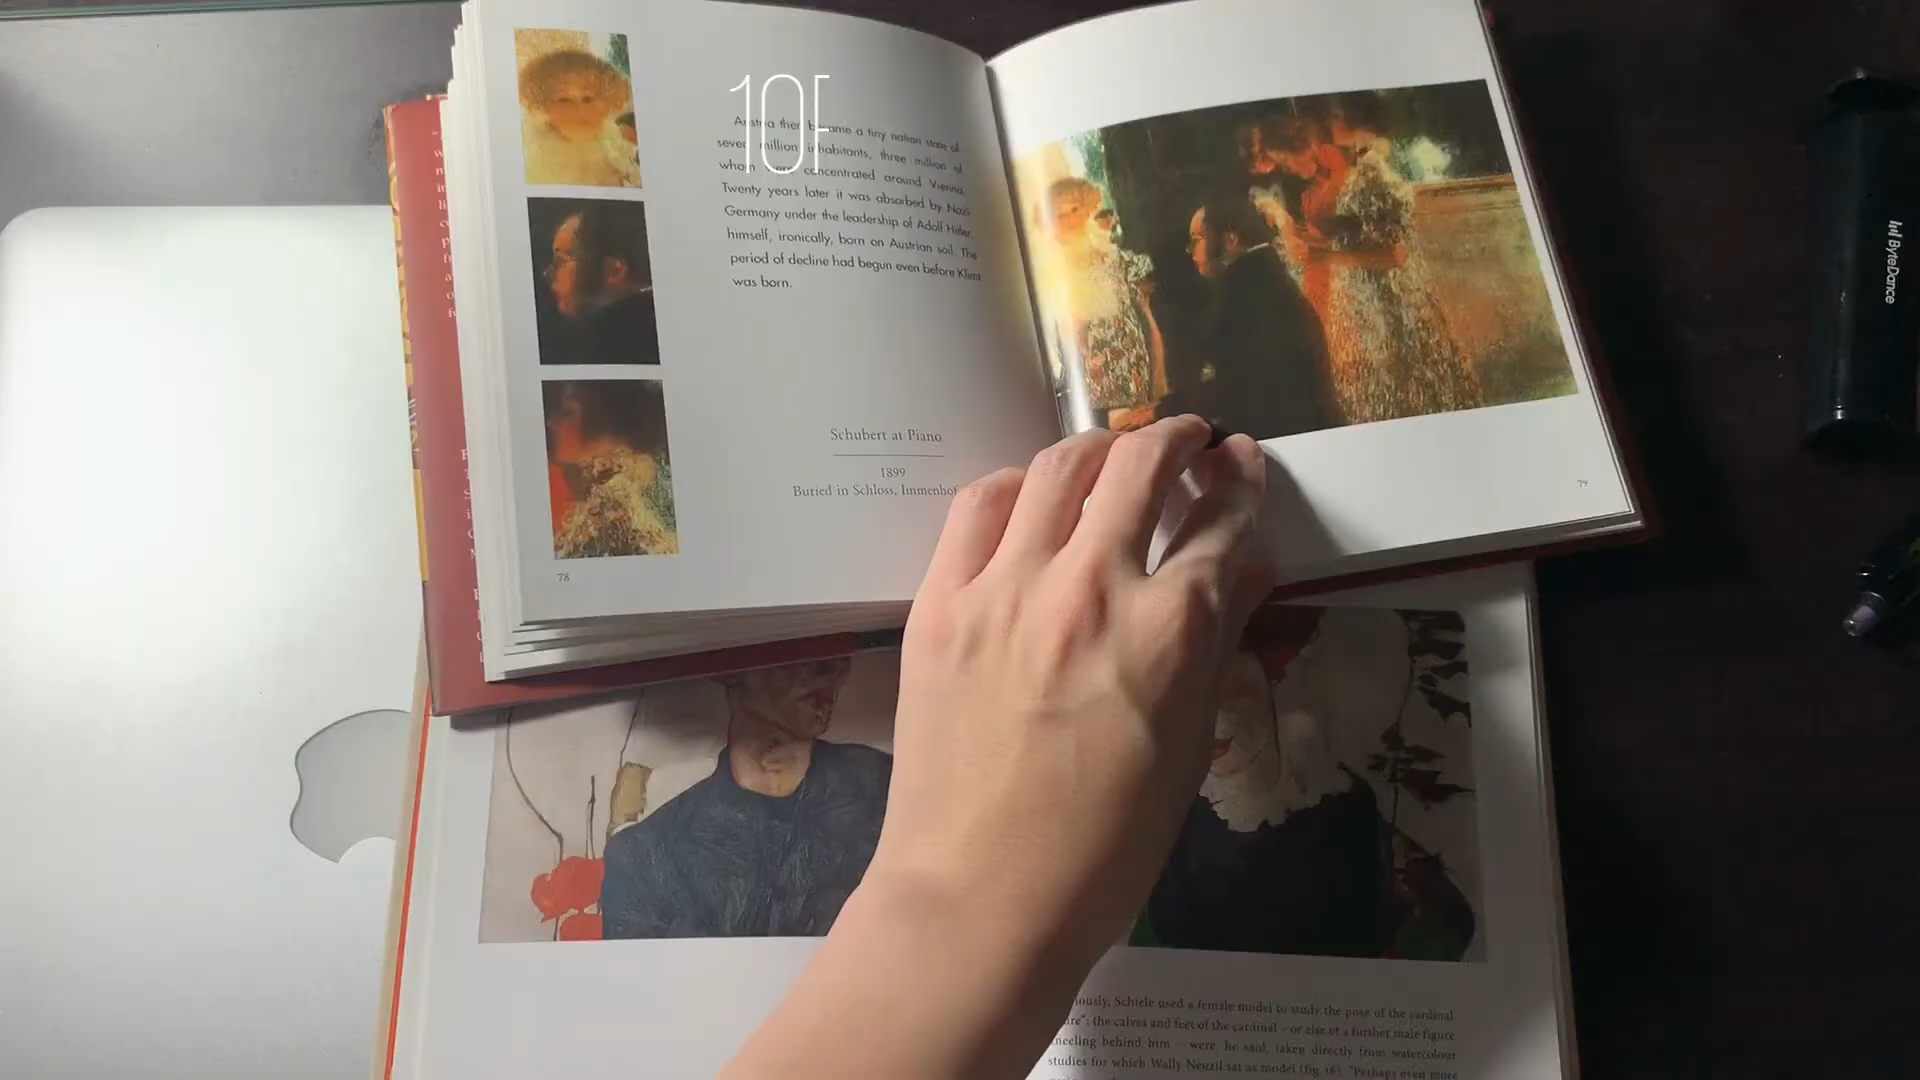 10F
Austria then became a tiny nation state of
seven million inhabitants, three million of
whom were concentrated around Vienna.
Twenty years later it was absorbed by Nazi
Germany under the leadership of Adolf Hitler,
himself, ironically, born on Austrian soil. The
period of decline had begun even before Klimt
was born.
Schubert at Piano
1899
Buried in Schloss, Immenhof
78
79
ByteDance
iously, Schiele used a female model to study the pose of the cardinal
: the calves and feet of the cardinal – or else of a further male figure
kneeling behind him – were, he said, taken directly from watercolour
studies for which Wally Neuzil sat as model (fig. 16). "Perhaps even more